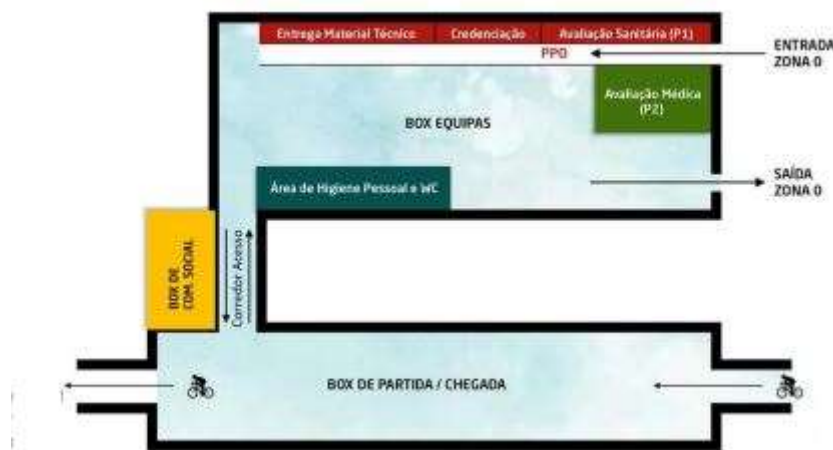 Entrega Material Técnico
Credenciação
Avaliação Sanitária (P1)
PPO
ENTRADA
ZONA 0
Avaliação Médica
(P2)
BOX EQUIPAS
SAÍDA
ZONA 0
Área de Higiene Pessoal e WC
BOX DE
COM. SOCIAL
Corredor Acesso
BOX DE PARTIDA / CHEGADA